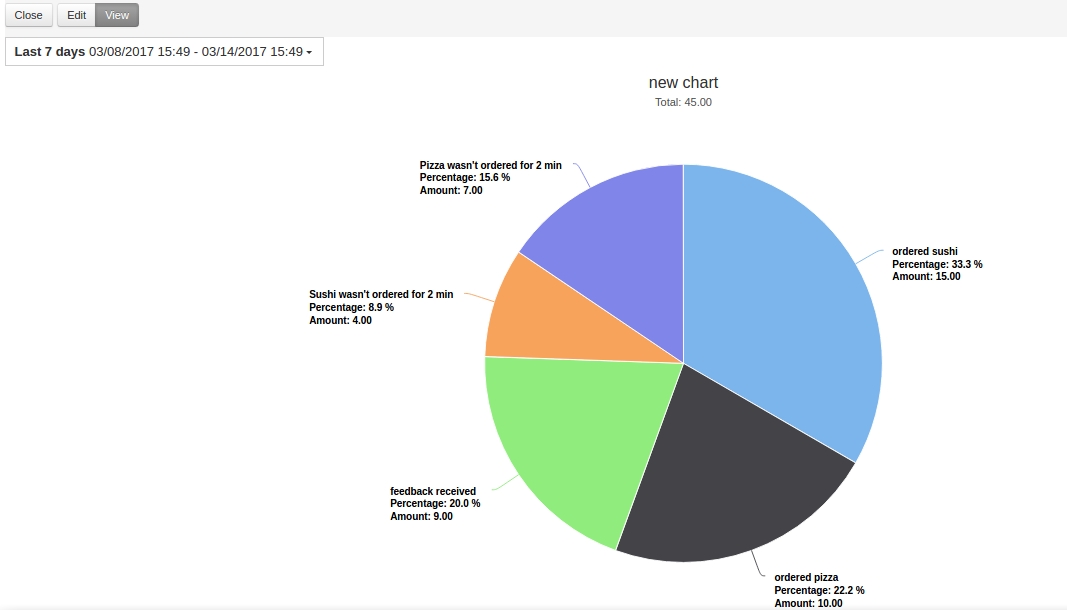 Close Edit View
Last 7 days 03/08/2017 15:49 - 03/14/2017 15:49
new chart
Total: 45.00
Pizza wasn't ordered for 2 min
Percentage: 15.6 %
Amount: 7.00
ordered sushi
Percentage: 33.3 %
Amount: 15.00
Sushi wasn't ordered for 2 min
Percentage: 8.9 %
Amount: 4.00
feedback received
Percentage: 20.0 %
Amount: 9.00
ordered pizza
Percentage: 22.2 %
Amount: 10.00